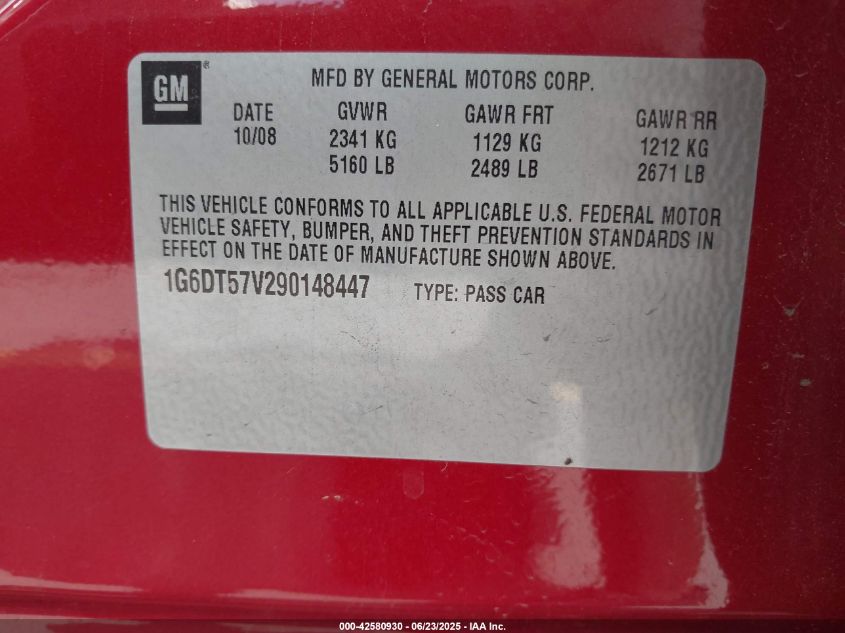 GM®
MFD BY GENERAL MOTORS CORP.
DATE GVWR GAWR FRT GAWR RR
10/08 2341 KG 1129 KG 1212 KG
5160 LB 2489 LB 2671 LB
THIS VEHICLE CONFORMS TO ALL APPLICABLE U.S. FEDERAL MOTOR
VEHICLE SAFETY, BUMPER, AND THEFT PREVENTION STANDARDS IN
EFFECT ON THE DATE OF MANUFACTURE SHOWN ABOVE.
1G6DT57V290148447 TYPE: PASS CAR
000-42580930 - 06/23/2025 - IAA Inc.